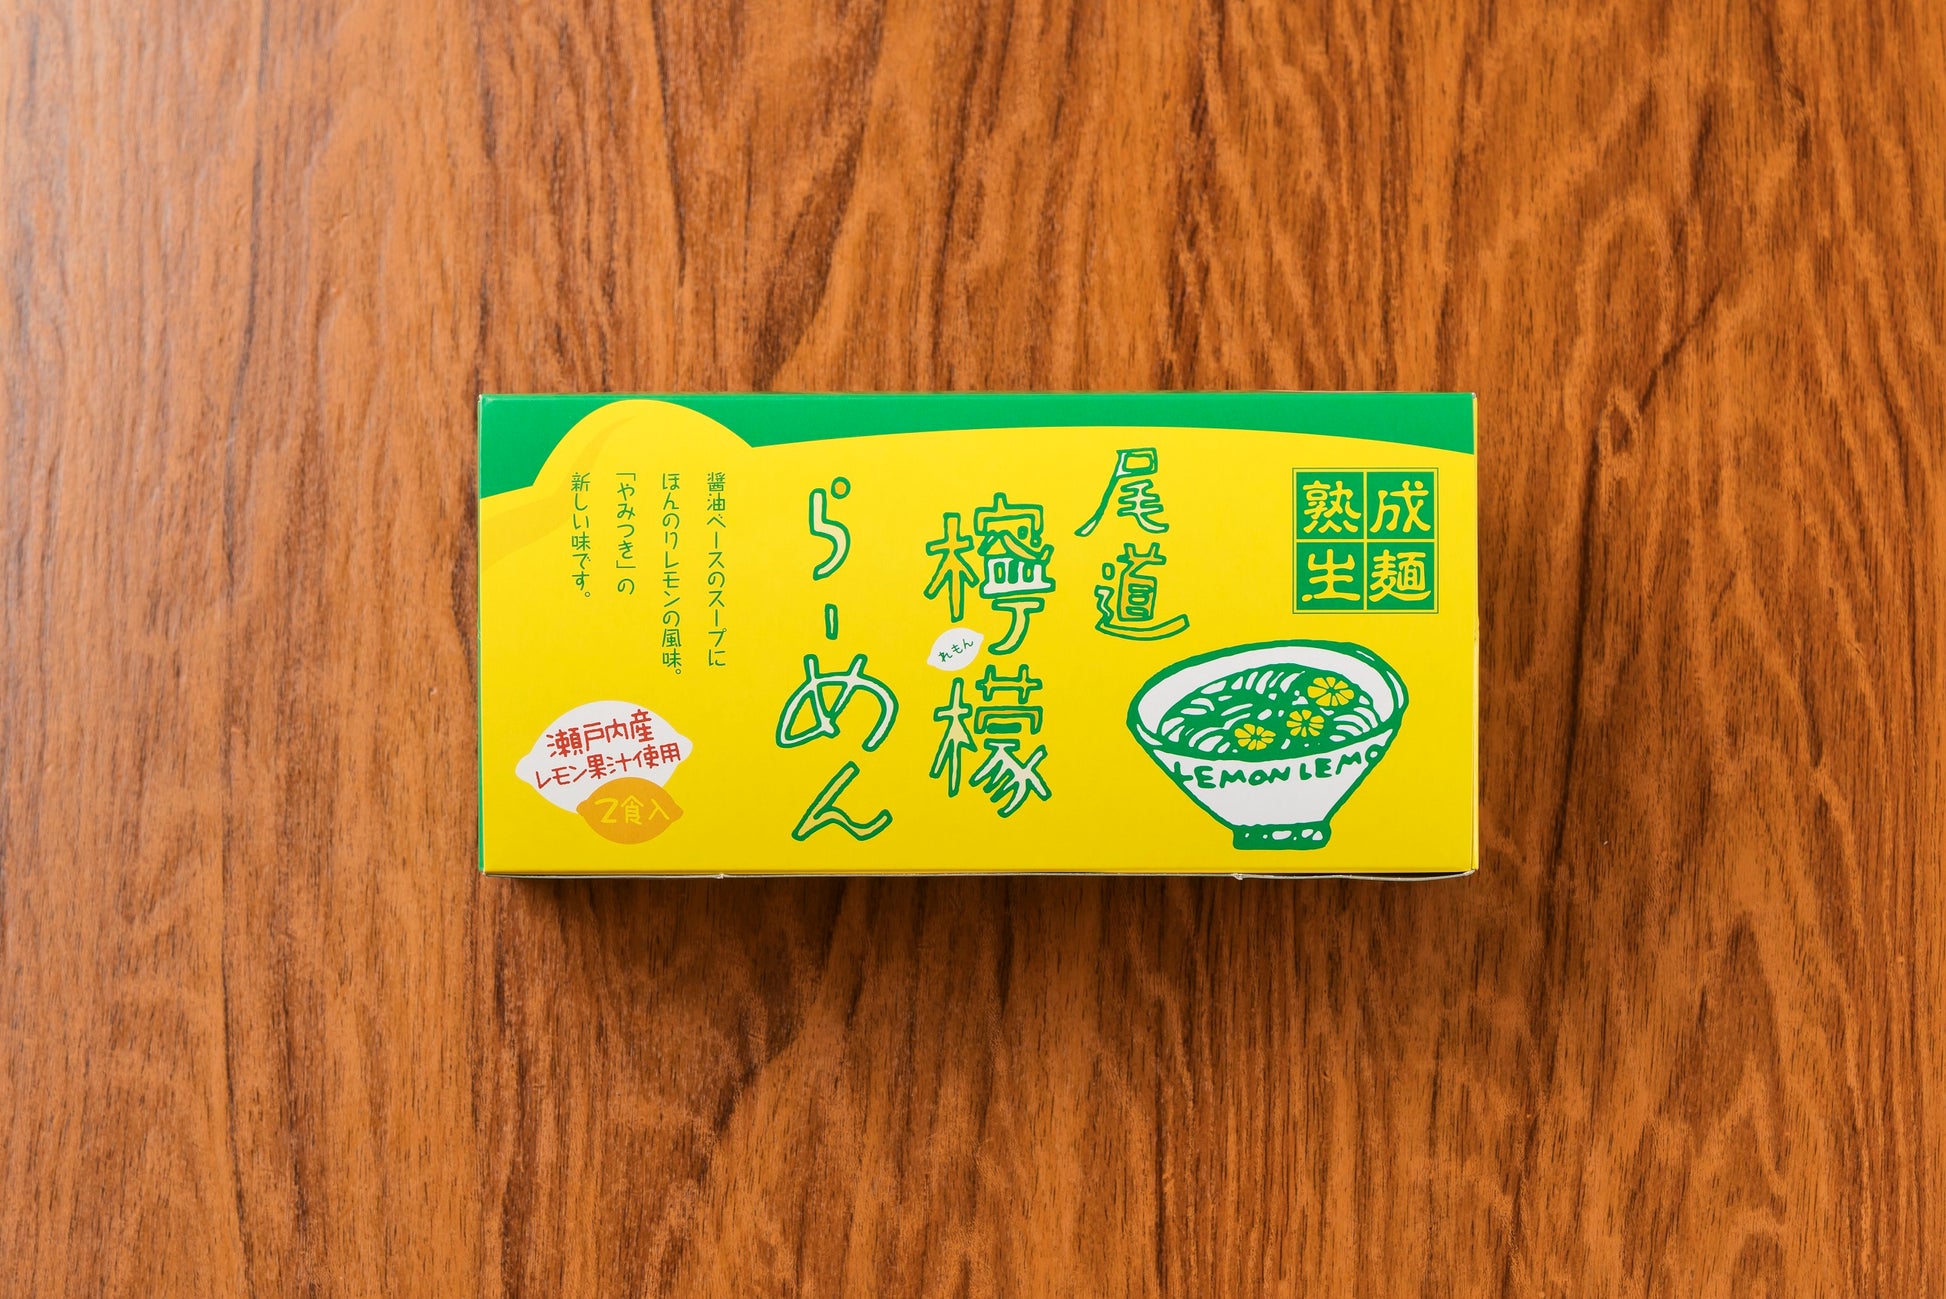 熟成
生麺
尾道
檸檬
れもん
らーめん
LEMON LEMO
醤油ベースのスープに
ほんのりレモンの風味。
「やみつき」の
新しい味です。
瀬戸内産
レモン果汁使用
2食入